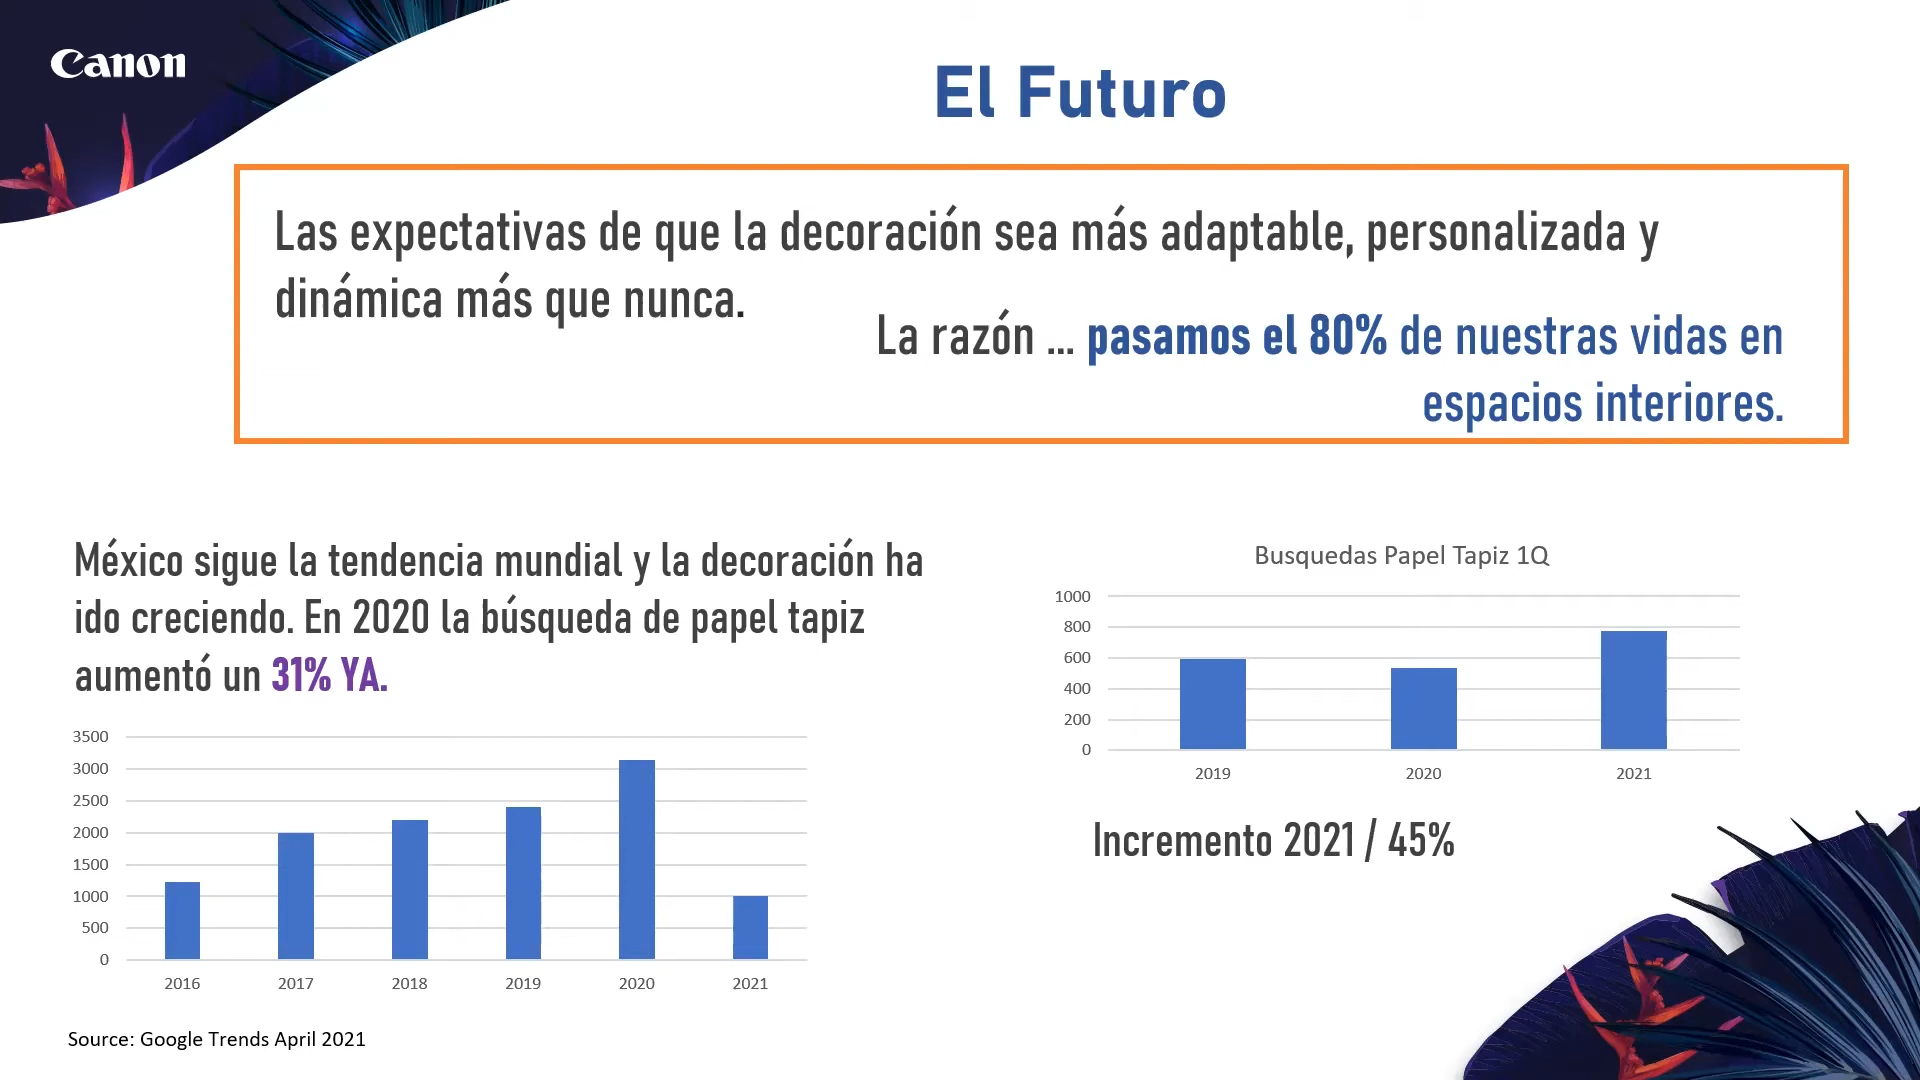 Canon
El Futuro
Las expectativas de que la decoración sea más adaptable, personalizada y
dinámica más que nunca.
La razón ... pasamos el 80% de nuestras vidas en
espacios interiores.
México sigue la tendencia mundial y la decoración ha
ido creciendo. En 2020 la búsqueda de papel tapiz
aumentó un 31% YA.
3500
3000
2500
2000
1500
1000
500
0
2016 2017 2018 2019 2020 2021
Source: Google Trends April 2021
Busquedas Papel Tapiz 1Q
1000
800
600
400
200
0
2019 2020 2021
Incremento 2021 / 45%